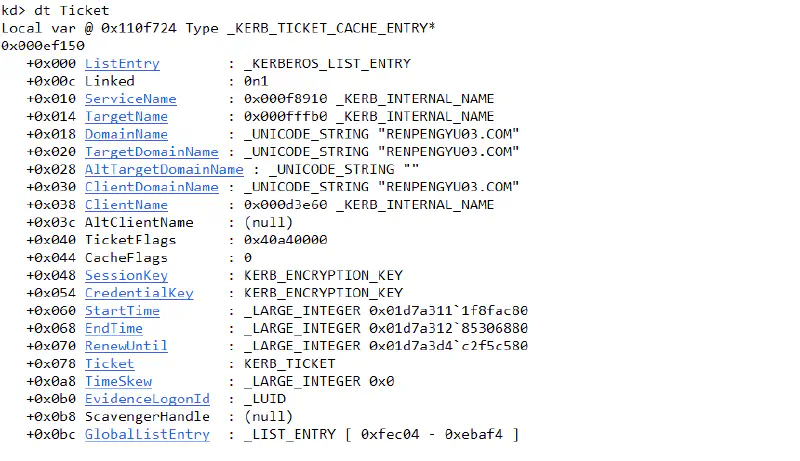 kd> dt Ticket
Local var @ 0x110f724 Type _KERB_TICKET_CACHE_ENTRY*
0x000ef150
+0x000 ListEntry : _KERBEROS_LIST_ENTRY
+0x00c Linked : 0n1
+0x010 ServiceName : 0x000f8910 _KERB_INTERNAL_NAME
+0x014 TargetName : 0x000fffb0 _KERB_INTERNAL_NAME
+0x018 DomainName : _UNICODE_STRING "RENPENGYU03.COM"
+0x020 TargetDomainName : _UNICODE_STRING "RENPENGYU03.COM"
+0x028 AltTargetDomainName : _UNICODE_STRING ""
+0x030 ClientDomainName : _UNICODE_STRING "RENPENGYU03.COM"
+0x038 ClientName : 0x000d3e60 _KERB_INTERNAL_NAME
+0x03c AltClientName : (null)
+0x040 TicketFlags : 0x40a40000
+0x044 CacheFlags : 0
+0x048 SessionKey : KERB_ENCRYPTION_KEY
+0x054 CredentialKey : KERB_ENCRYPTION_KEY
+0x060 StartTime : _LARGE_INTEGER 0x01d7a311`1f8fac80
+0x068 EndTime : _LARGE_INTEGER 0x01d7a312`85306880
+0x070 RenewUntil : _LARGE_INTEGER 0x01d7a3d4`c2f5c580
+0x078 Ticket : KERB_TICKET
+0x0a8 TimeSkew : _LARGE_INTEGER 0x0
+0x0b0 EvidenceLogonId : _LUID
+0x0b8 ScavengerHandle : (null)
+0x0bc GlobalListEntry : _LIST_ENTRY [ 0xfec04 - 0xebaf4 ]